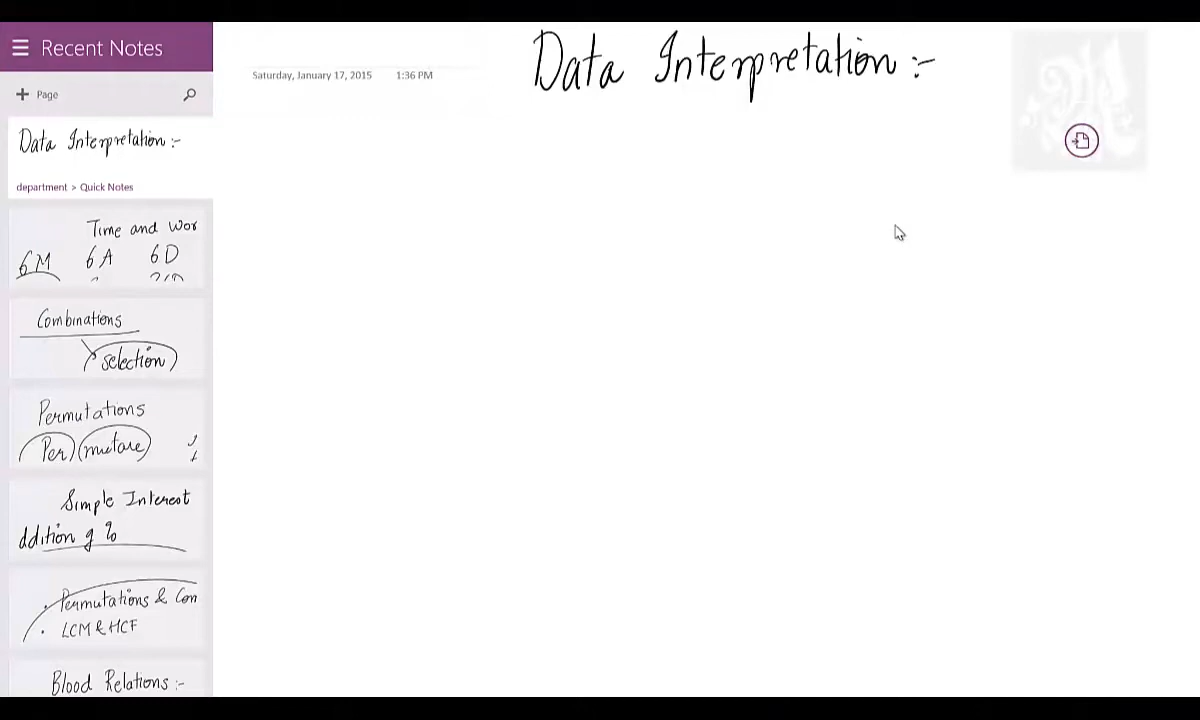 Recent Notes
+ Page
Data Interpretation :-
department > Quick Notes
Time and Wor
6M 6A 6D
Combinations
selection)
Permutations
(Per) (mutare)
Simple Interest
ddition of %
. Permutations & Con
. LCM & HCF
Blood Relations :-
Saturday, January 17, 2015 1:36 PM
Data Interpretation :-